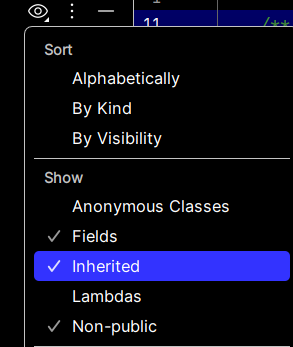 11 /**
Sort
Alphabetically
By Kind
By Visibility
Show
Anonymous Classes
Fields
Inherited
Lambdas
Non-public